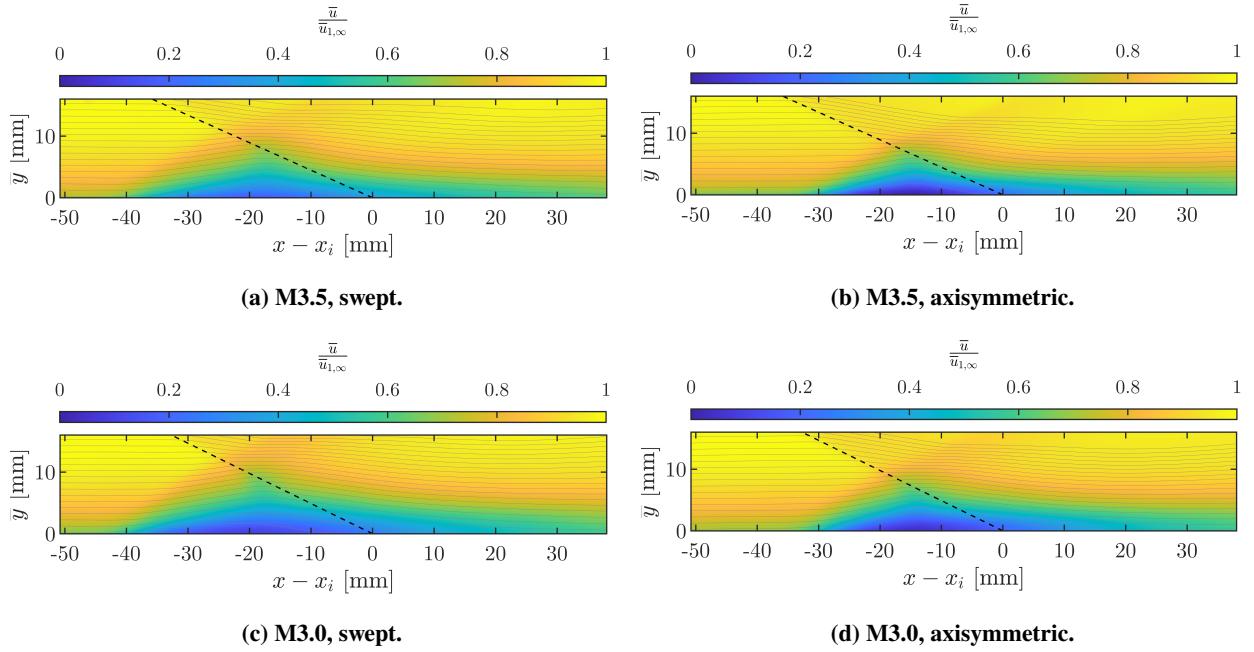 u̅
u̅₁,∞
0 0.2 0.4 0.6 0.8 1
10
0
y̅ [mm]
-50 -40 -30 -20 -10 0 10 20 30
x − xᵢ [mm]
(a) M3.5, swept.
u̅
u̅₁,∞
0 0.2 0.4 0.6 0.8 1
10
0
y̅ [mm]
-50 -40 -30 -20 -10 0 10 20 30
x − xᵢ [mm]
(b) M3.5, axisymmetric.
u̅
u̅₁,∞
0 0.2 0.4 0.6 0.8 1
10
0
y̅ [mm]
-50 -40 -30 -20 -10 0 10 20 30
x − xᵢ [mm]
(c) M3.0, swept.
u̅
u̅₁,∞
0 0.2 0.4 0.6 0.8 1
10
0
y̅ [mm]
-50 -40 -30 -20 -10 0 10 20 30
x − xᵢ [mm]
(d) M3.0, axisymmetric.